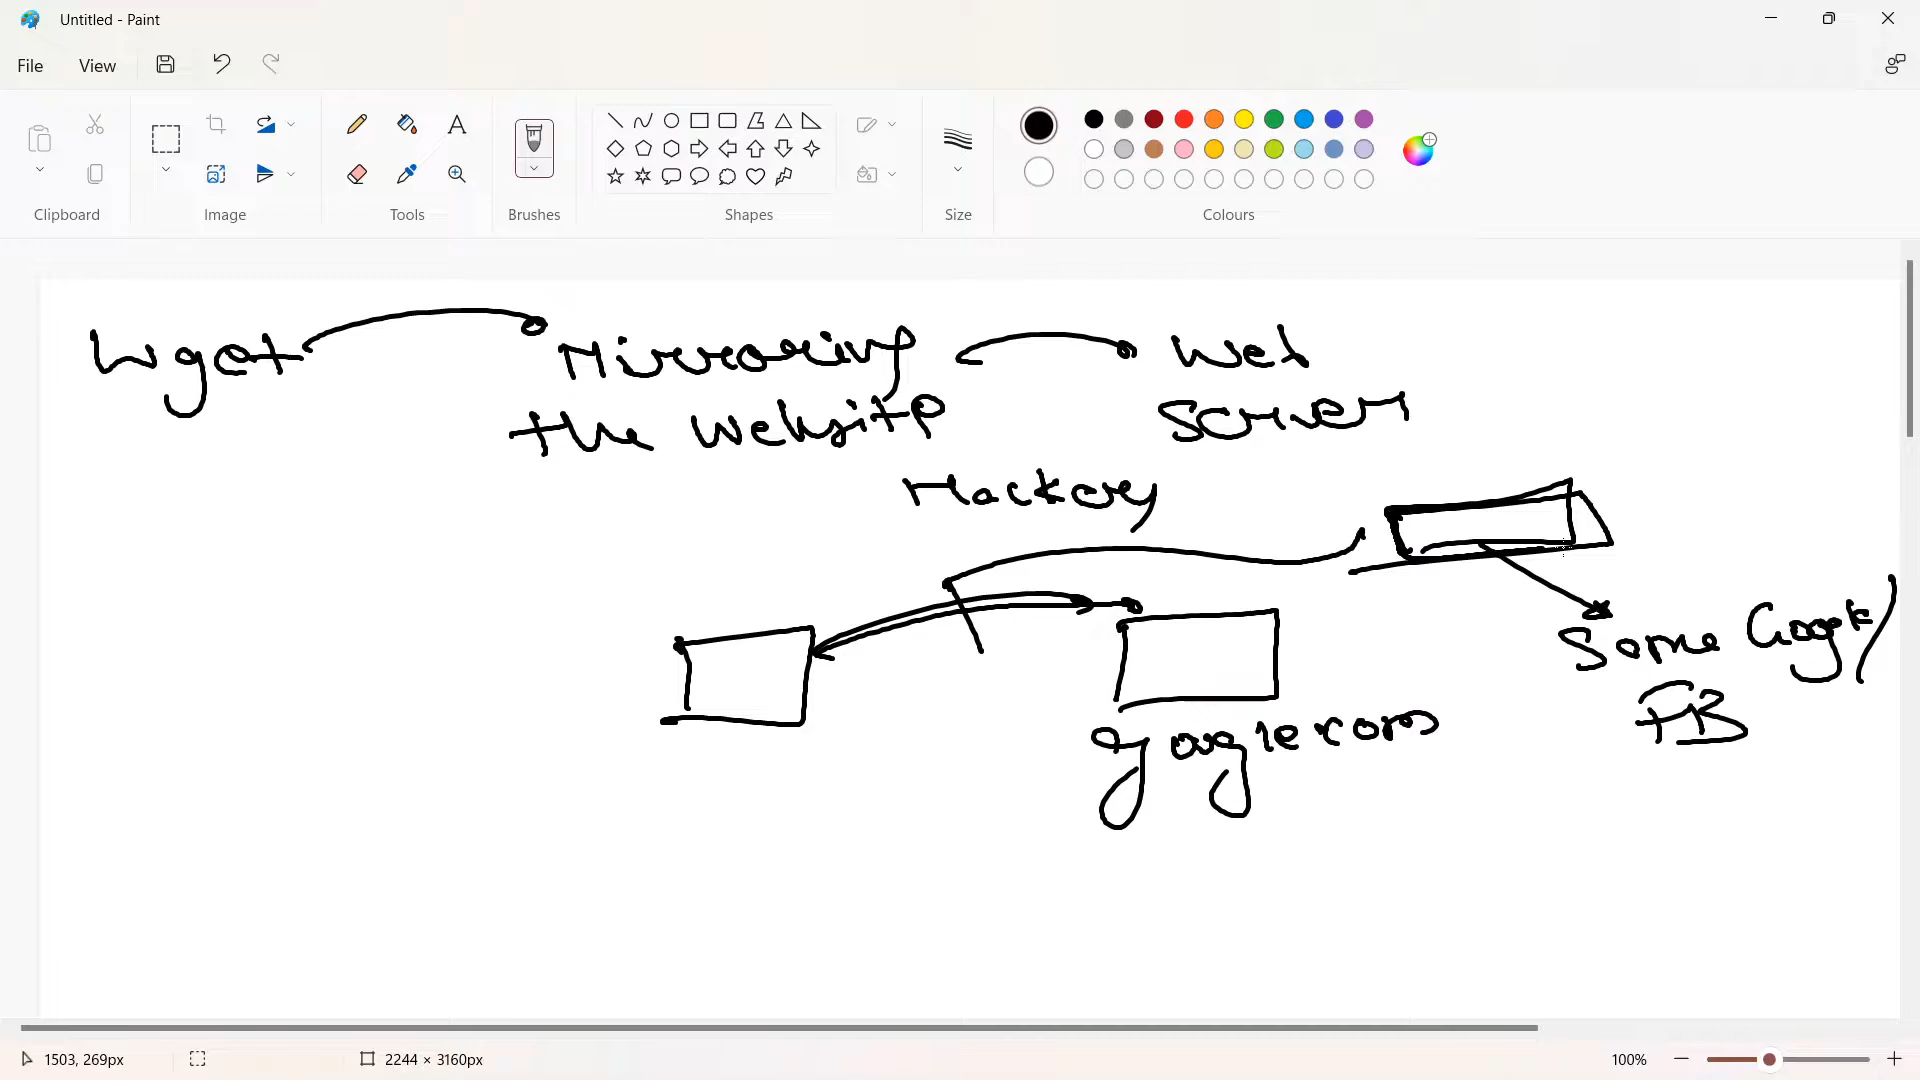 Untitled - Paint
File View
Clipboard Image Tools Brushes Shapes Size Colours
Wget Mirroring Web
the Website Server
Hacker
Some Google/
FB
google.com
1503, 269px 2244 × 3160px 100%